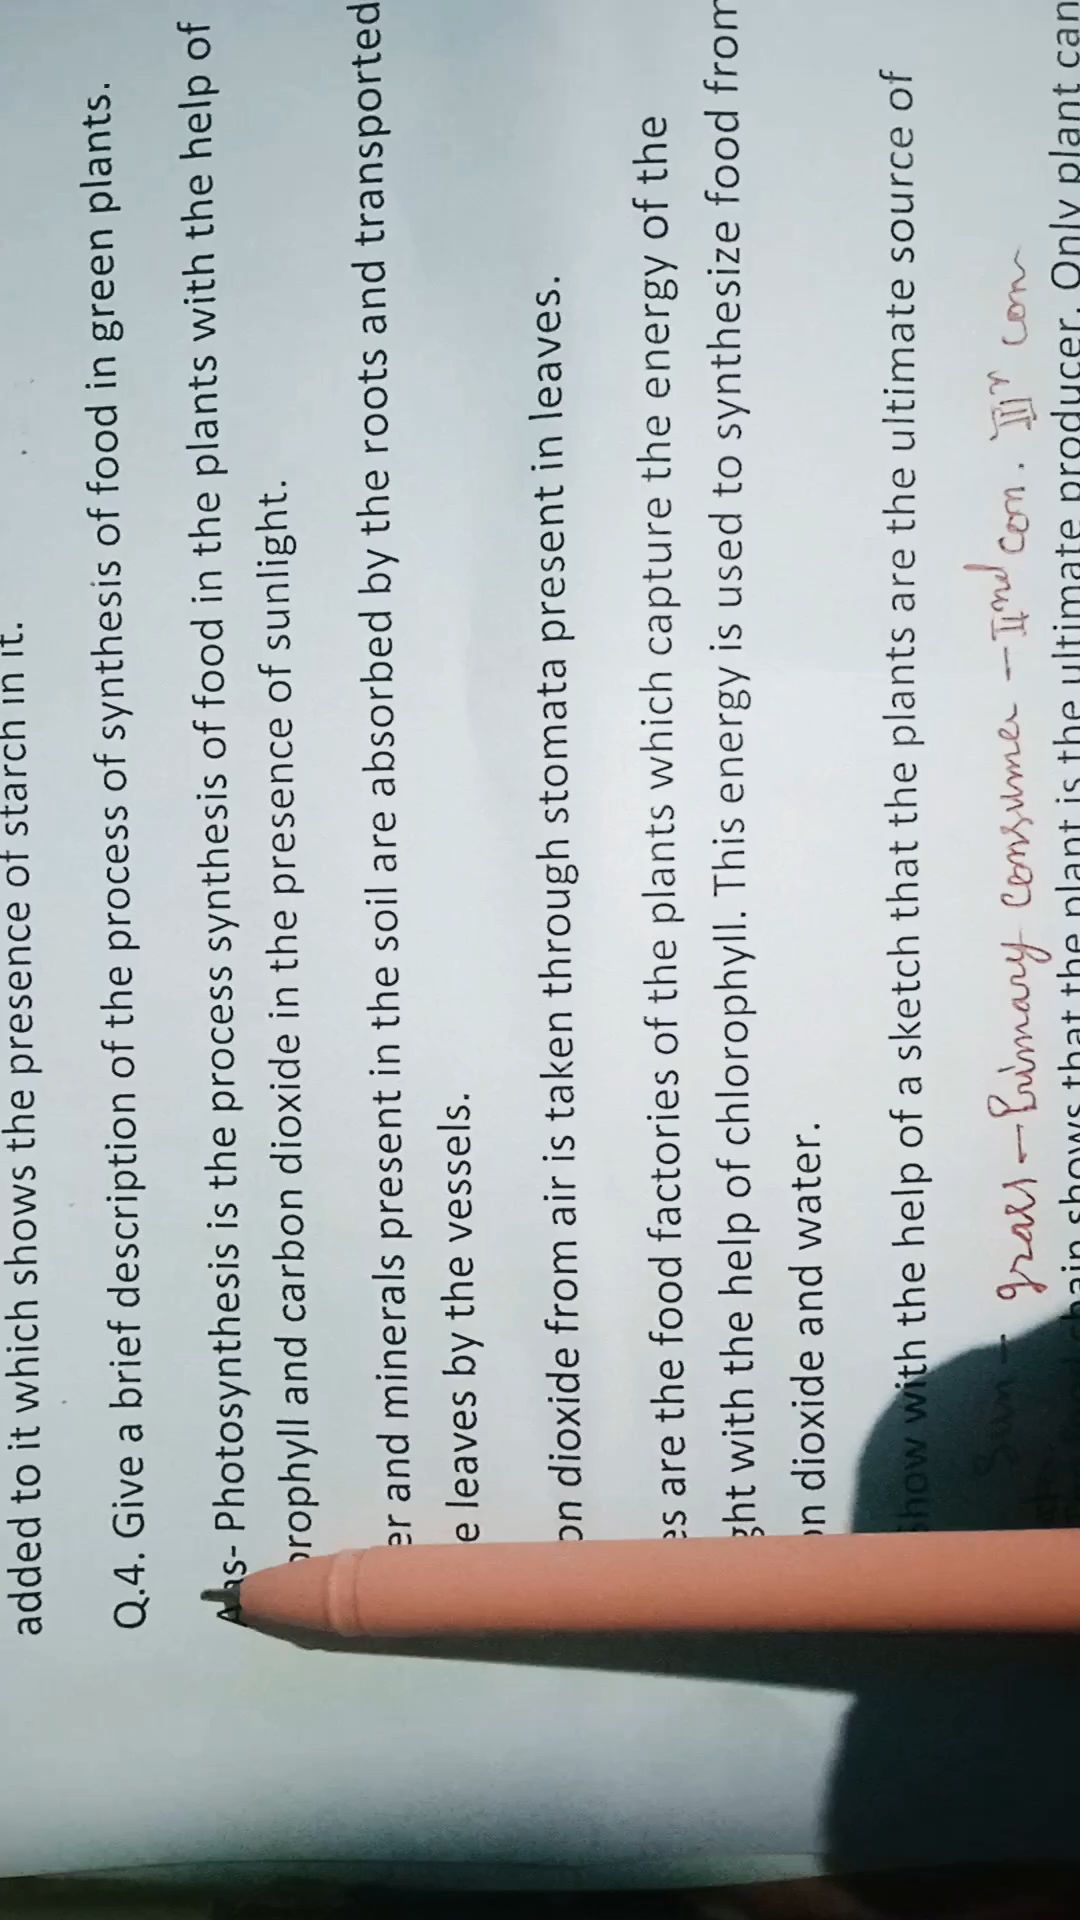 added to it which shows the presence of starch in it.
Q.4. Give a brief description of the process of synthesis of food in green plants.
Ans- Photosynthesis is the process synthesis of food in the plants with the help of
rophyll and carbon dioxide in the presence of sunlight.
er and minerals present in the soil are absorbed by the roots and transported
e leaves by the vessels.
on dioxide from air is taken through stomata present in leaves.
es are the food factories of the plants which capture the energy of the
ght with the help of chlorophyll. This energy is used to synthesize food from
n dioxide and water.
how with the help of a sketch that the plants are the ultimate source of
Sun - grass - Primary consumer - IInd con. IIIr con
hain shows that the plant is the ultimate producer. Only plant can